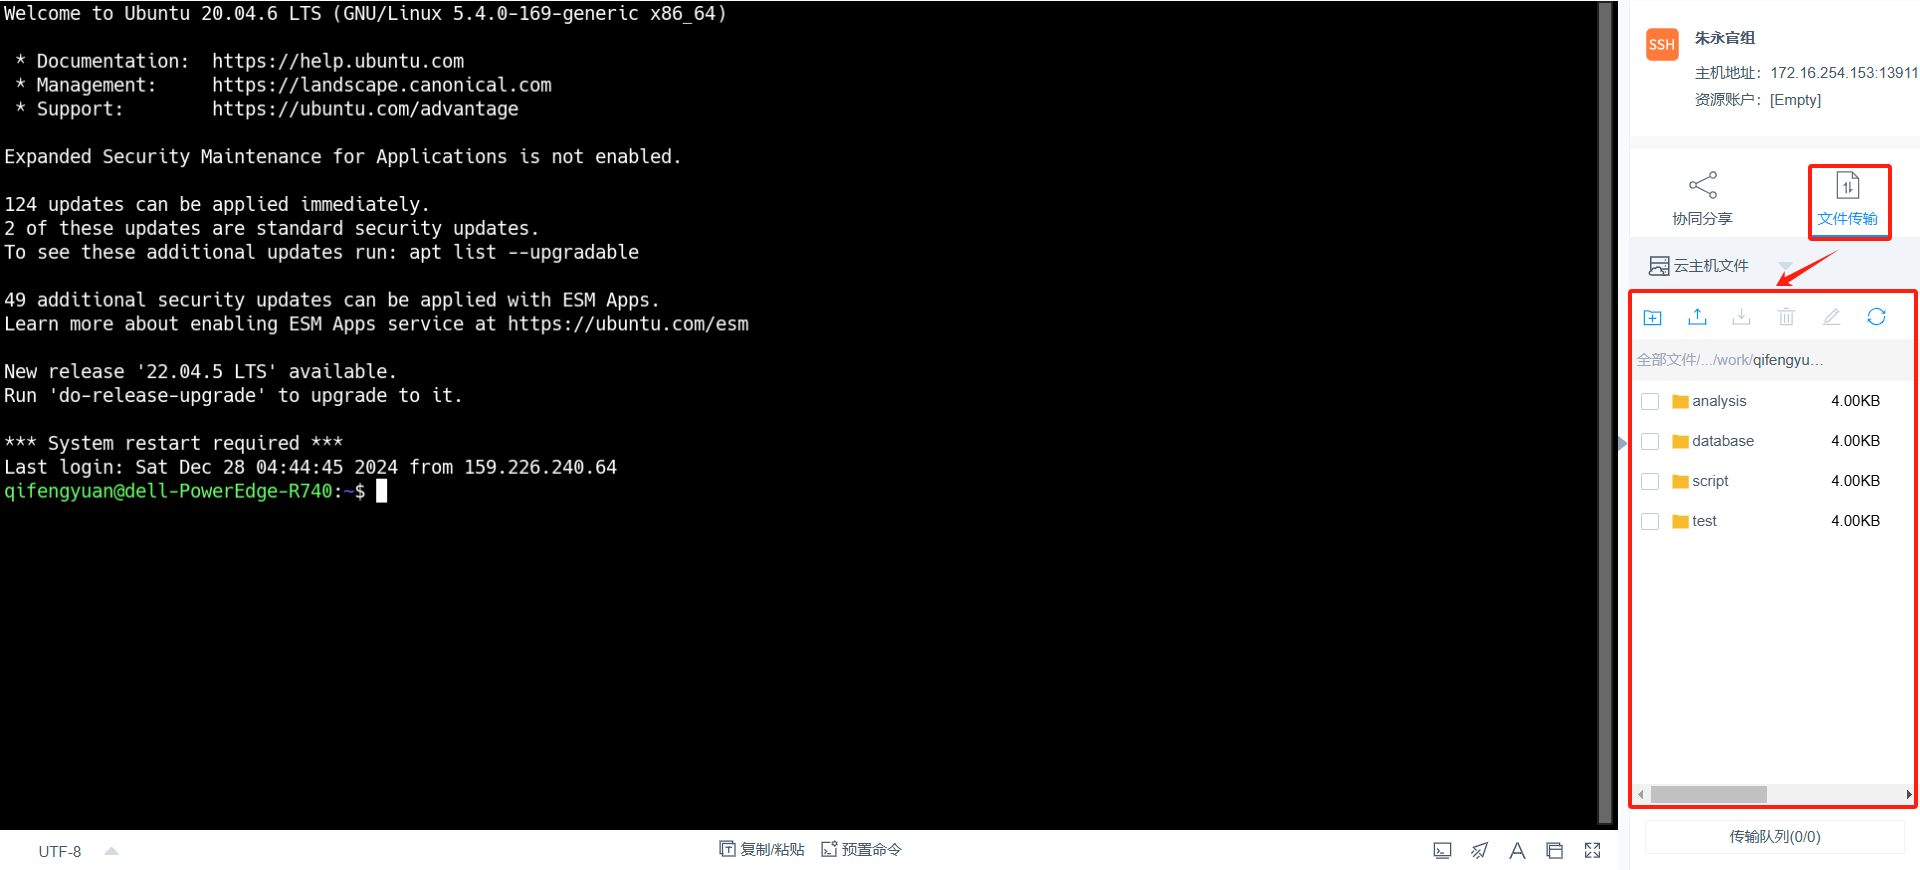 Welcome to Ubuntu 20.04.6 LTS (GNU/Linux 5.4.0-169-generic x86_64)
* Documentation:  https://help.ubuntu.com
* Management:     https://landscape.canonical.com
* Support:        https://ubuntu.com/advantage
Expanded Security Maintenance for Applications is not enabled.
124 updates can be applied immediately.
2 of these updates are standard security updates.
To see these additional updates run: apt list --upgradable
49 additional security updates can be applied with ESM Apps.
Learn more about enabling ESM Apps service at https://ubuntu.com/esm
New release '22.04.5 LTS' available.
Run 'do-release-upgrade' to upgrade to it.
*** System restart required ***
Last login: Sat Dec 28 04:44:45 2024 from 159.226.240.64
qifengyuan@dell-PowerEdge-R740:~$
UTF-8
复制/粘贴
预置命令
SSH
朱永官组
主机地址：172.16.254.153:13911
资源账户：[Empty]
协同分享
文件传输
云主机文件
全部文件/.../work/qifengyu...
analysis 4.00KB
database 4.00KB
script 4.00KB
test 4.00KB
传输队列(0/0)